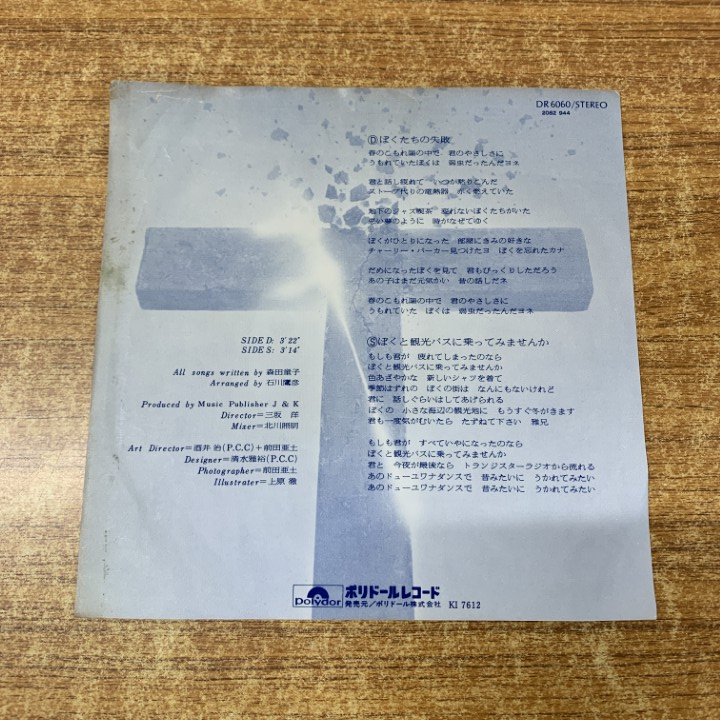 DR 6060/STEREO
2082 944
Ⓓぼくたちの失敗
春のこもれ陽の中で 君のやさしさに
うもれていたぼくは 弱虫だったんだヨネ
君と話し疲れて いつか黙りこんだ
ストーブ代りの電熱器 赤く燃えていた
地下のジャズ喫茶 変れないぼくたちがいた
悪い夢のように 時がなぜてゆく
ぼくがひとりになった 部屋にきみの好きな
チャーリー・パーカー見つけたヨ ぼくを忘れたカナ
だめになったぼくを見て 君もびっくりしただろう
あの子はまだ元気かい 昔の話しだネ
春のこもれ陽の中で 君のやさしさに
うもれていた ぼくは 弱虫だったんだヨネ
Ⓢぼくと観光バスに乗ってみませんか
もしも君が 疲れてしまったのなら
ぼくと観光バスに乗ってみませんか
色あざやかな 新しいシャツを着て
季節はずれの ぼくの街は なんにもないけれど
君に 話しぐらいはしてあげられる
ぼくの 小さな海辺の観光地に もうすぐ冬がきます
君も一度気がむいたら たずねて下さい 雅兄
もしも君が すべていやになったのなら
ぼくと観光バスに乗ってみませんか
君と 今夜が最後なら トランジスターラジオから流れる
あのドューユワナダンスで 昔みたいに うかれてみたい
あのドューユワナダンスで 昔みたいに うかれてみたい
SIDE D: 3'22"
SIDE S: 3'14"
All songs written by 森田童子
Arranged by 石川鷹彦
Produced by Music Publisher J & K
Director=三坂 洋
Mixer=北川照明
Art Director=酒井 治(P.C.C)+前田亜土
Designer=清水雅裕(P.C.C)
Photographer=前田亜土
Illustrater=上原 徹
Polydor
ポリドールレコード
発売元/ポリドール株式会社 KI 7612